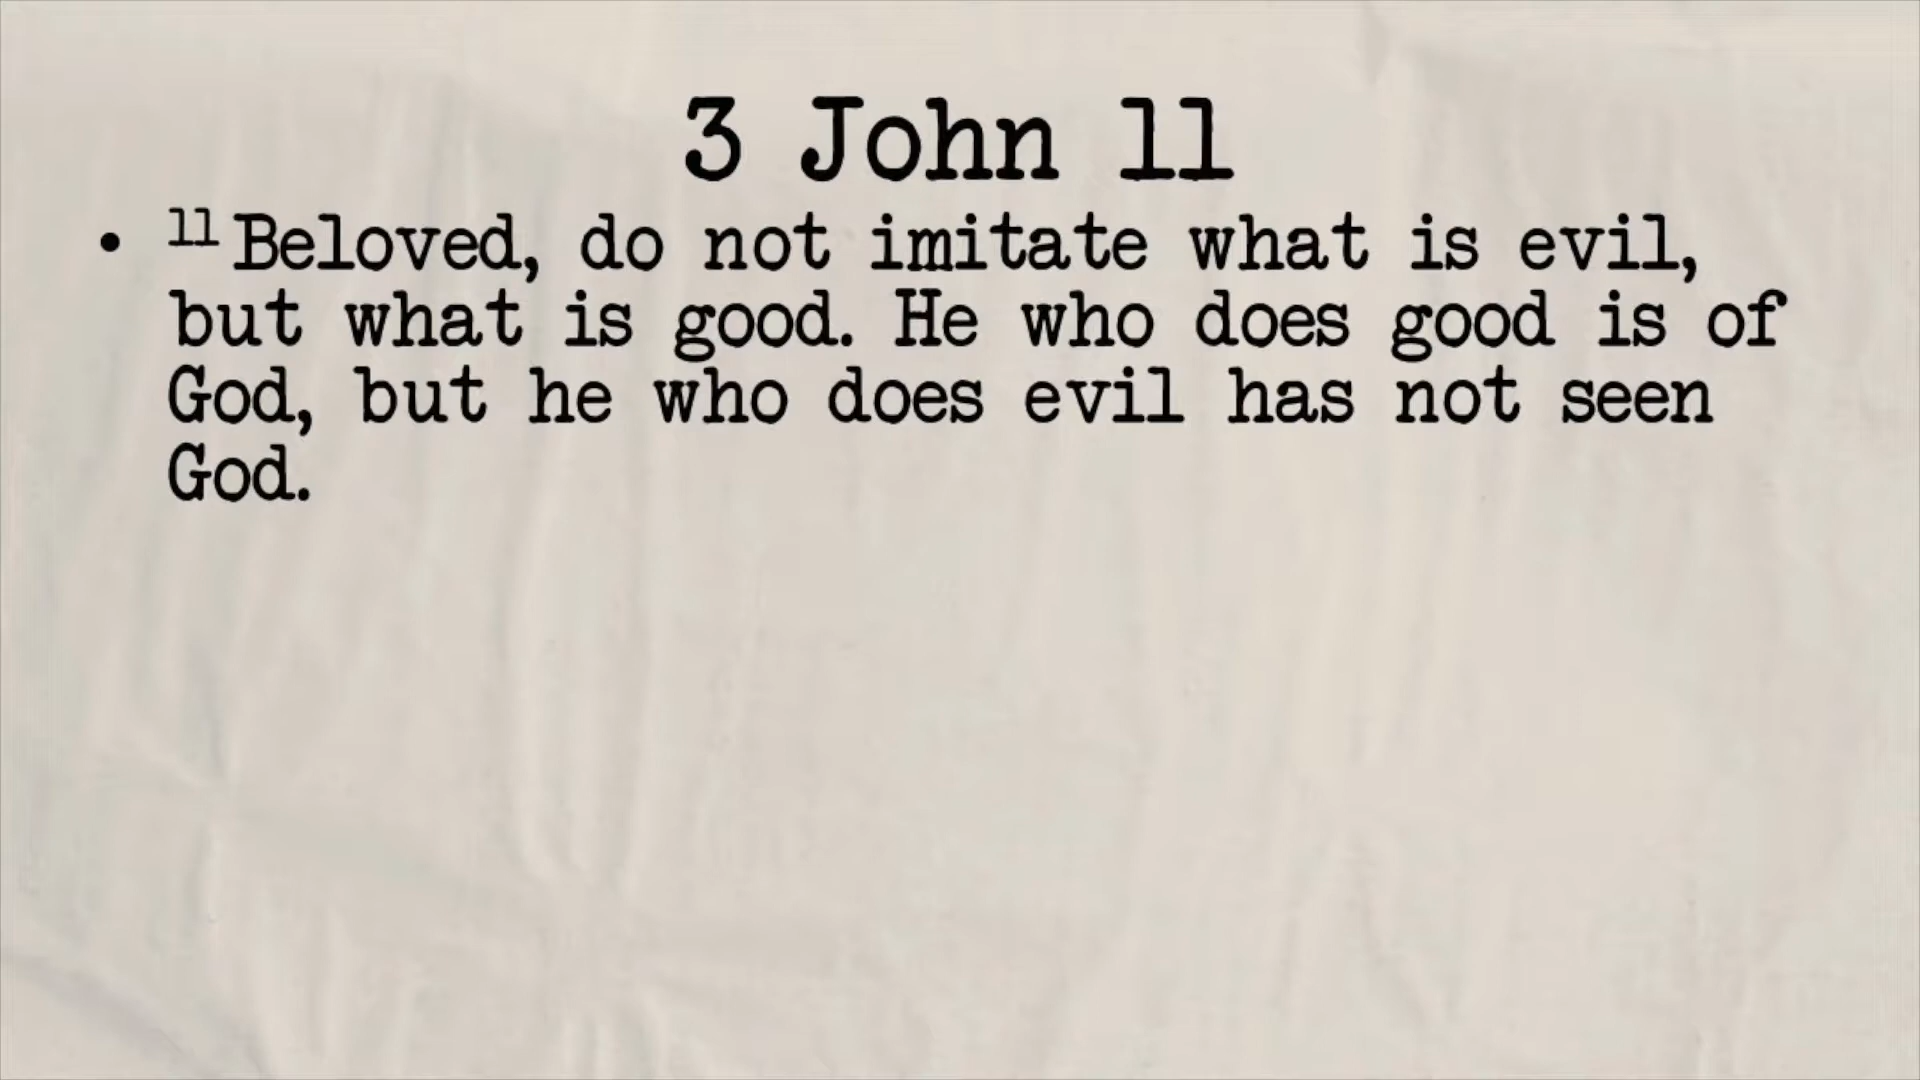 3 John 11
• 11 Beloved, do not imitate what is evil,
but what is good. He who does good is of
God, but he who does evil has not seen
God.